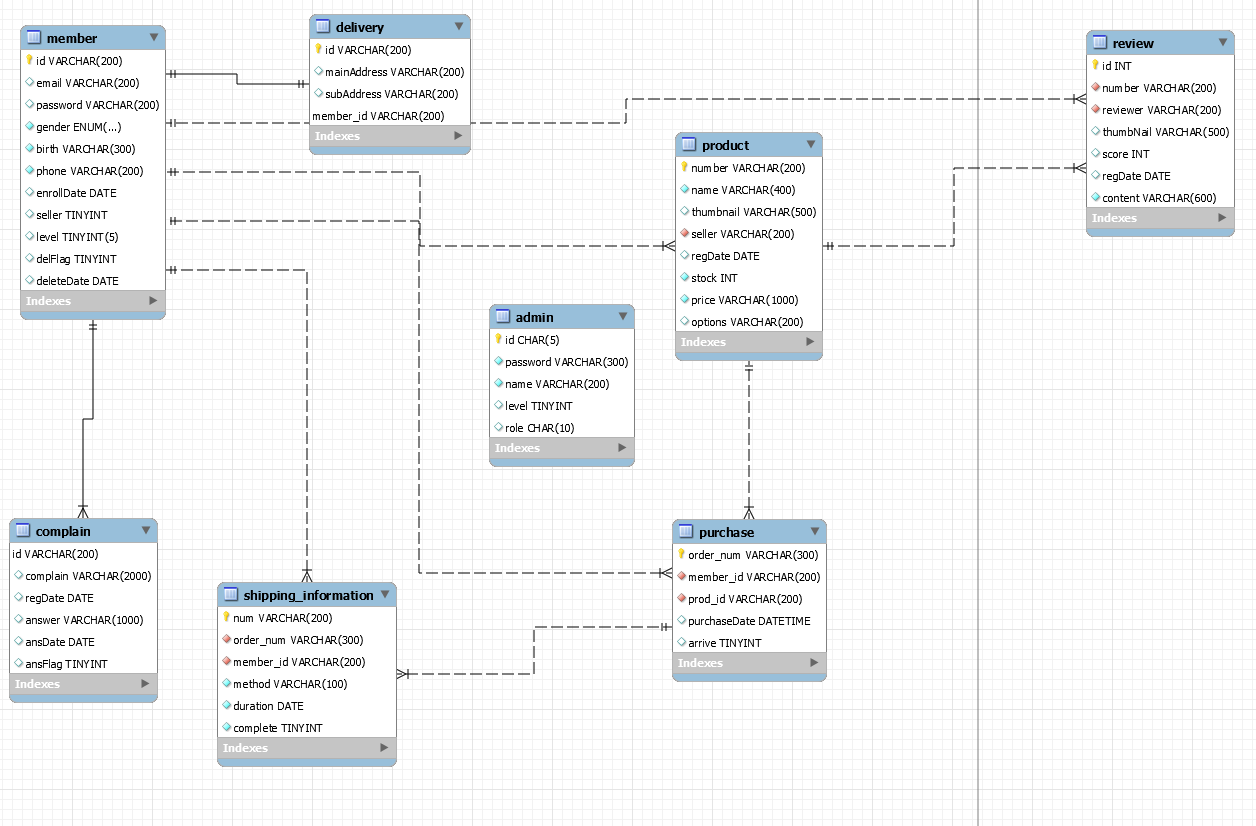 member
id VARCHAR(200)
email VARCHAR(200)
password VARCHAR(200)
gender ENUM(...)
birth VARCHAR(300)
phone VARCHAR(200)
enrollDate DATE
seller TINYINT
level TINYINT(5)
delFlag TINYINT
deleteDate DATE
Indexes
delivery
id VARCHAR(200)
mainAddress VARCHAR(200)
subAddress VARCHAR(200)
member_id VARCHAR(200)
Indexes
review
id INT
number VARCHAR(200)
reviewer VARCHAR(200)
thumbNail VARCHAR(500)
score INT
regDate DATE
content VARCHAR(600)
Indexes
product
number VARCHAR(200)
name VARCHAR(400)
thumbnail VARCHAR(500)
seller VARCHAR(200)
regDate DATE
stock INT
price VARCHAR(1000)
options VARCHAR(200)
Indexes
admin
id CHAR(5)
password VARCHAR(300)
name VARCHAR(200)
level TINYINT
role CHAR(10)
Indexes
complain
id VARCHAR(200)
complain VARCHAR(2000)
regDate DATE
answer VARCHAR(1000)
ansDate DATE
ansFlag TINYINT
Indexes
shipping_information
num VARCHAR(200)
order_num VARCHAR(300)
member_id VARCHAR(200)
method VARCHAR(100)
duration DATE
complete TINYINT
Indexes
purchase
order_num VARCHAR(300)
member_id VARCHAR(200)
prod_id VARCHAR(200)
purchaseDate DATETIME
arrive TINYINT
Indexes